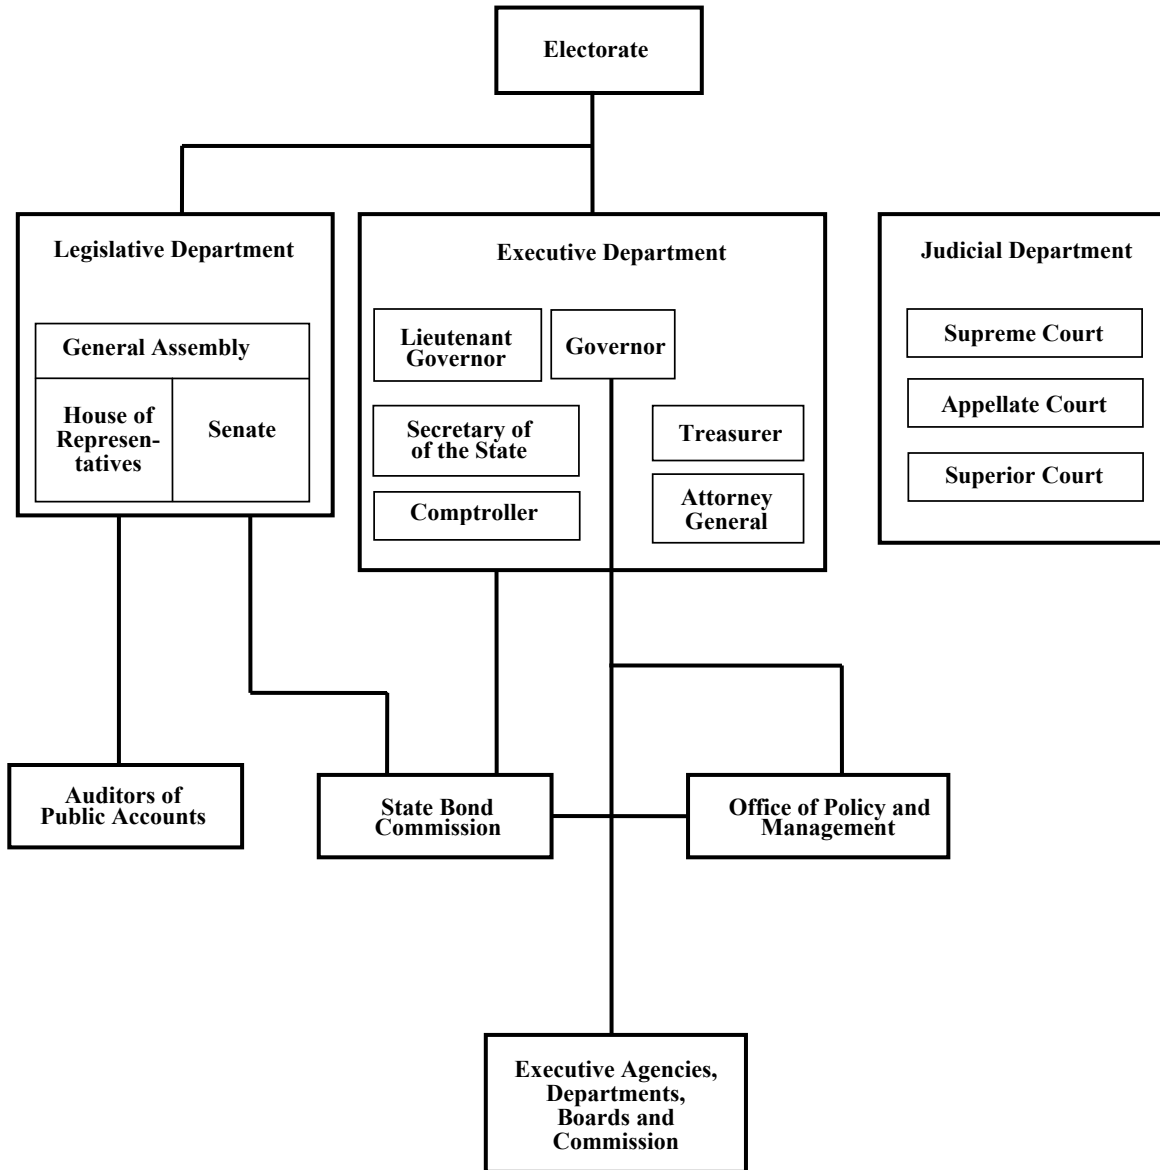 Electorate
Legislative Department
General Assembly
House of
Represen-
tatives
Senate
Executive Department
Lieutenant
Governor
Governor
Secretary of
of the State
Treasurer
Comptroller
Attorney
General
Judicial Department
Supreme Court
Appellate Court
Superior Court
Auditors of
Public Accounts
State Bond
Commission
Office of Policy and
Management
Executive Agencies,
Departments,
Boards and
Commission